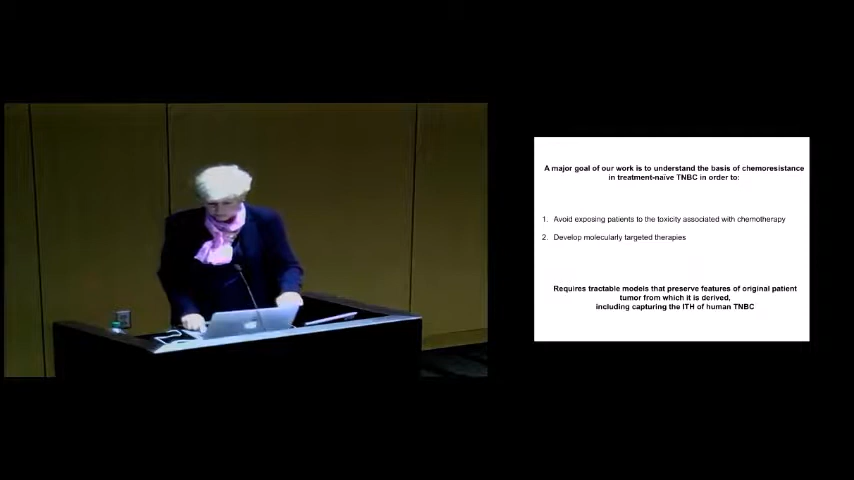 A major goal of our work is to understand the basis of chemoresistance
in treatment-naïve TNBC in order to:
1. Avoid exposing patients to the toxicity associated with chemotherapy
2. Develop molecularly targeted therapies
Requires tractable models that preserve features of original patient
tumor from which it is derived,
including capturing the ITH of human TNBC